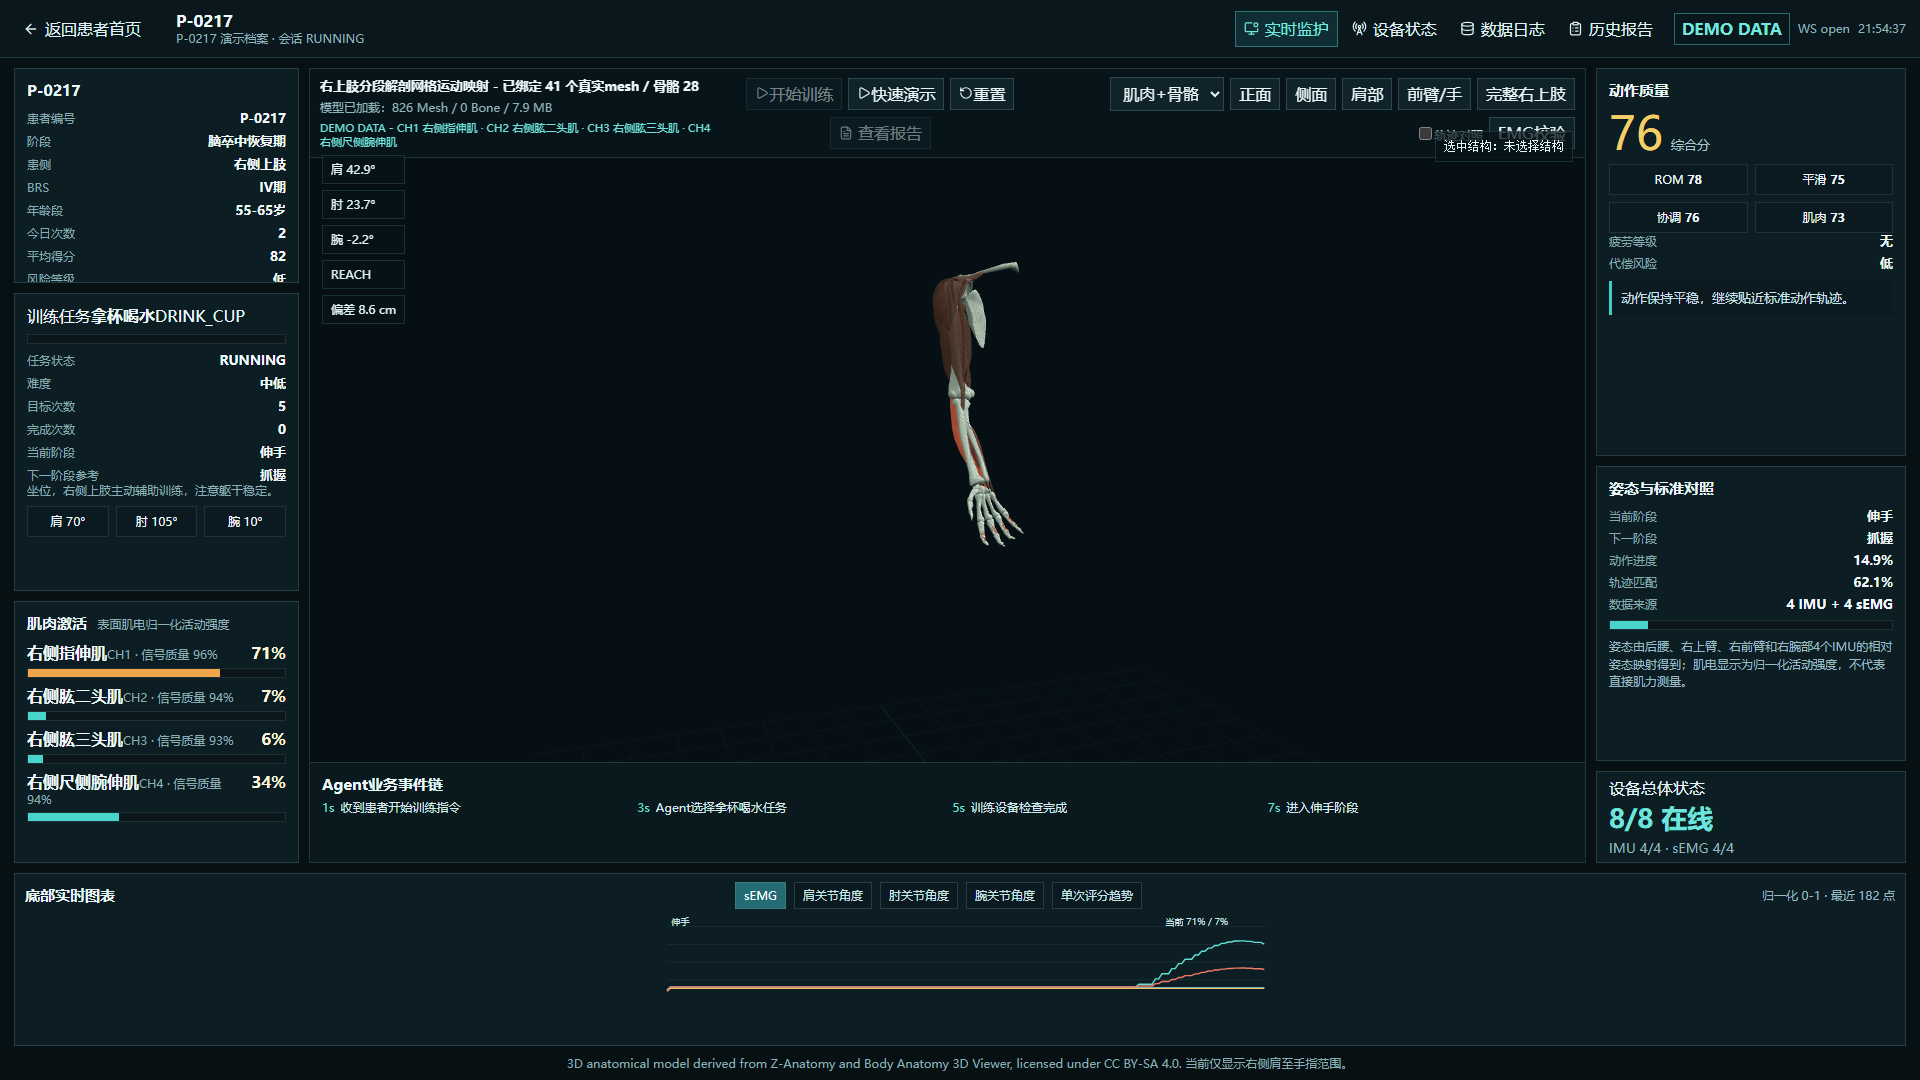 返回患者首页
P-0217
P-0217 演示档案 · 会话 RUNNING
实时监护
设备状态
数据日志
历史报告
DEMO DATA
WS open 21:54:37
P-0217
患者编号 P-0217
阶段 脑卒中恢复期
患侧 右侧上肢
BRS IV期
年龄段 55-65岁
今日次数 2
平均得分 82
风险等级 低
训练任务拿杯喝水DRINK_CUP
任务状态 RUNNING
难度 中低
目标次数 5
完成次数 0
当前阶段 伸手
下一阶段参考 抓握
坐位，右侧上肢主动辅助训练，注意躯干稳定。
肩 70° 肘 105° 腕 10°
肌肉激活 表面肌电归一化活动强度
右侧指伸肌CH1 · 信号质量 96% 71%
右侧肱二头肌CH2 · 信号质量 94% 7%
右侧肱三头肌CH3 · 信号质量 93% 6%
右侧尺侧腕伸肌CH4 · 信号质量 34%
94%
右上肢分段解剖网格运动映射 - 已绑定 41 个真实mesh / 骨骼 28
模型已加载：826 Mesh / 0 Bone / 7.9 MB
DEMO DATA - CH1 右侧指伸肌 · CH2 右侧肱二头肌 · CH3 右侧肱三头肌 · CH4
右侧尺侧腕伸肌
开始训练 快速演示 重置
查看报告
肌肉+骨骼 正面 侧面 肩部 前臂/手 完整右上肢
轨迹对照 EMG校验
选中结构：未选择结构
肩 42.9°
肘 23.7°
腕 -2.2°
REACH
偏差 8.6 cm
Agent业务事件链
1s 收到患者开始训练指令
3s Agent选择拿杯喝水任务
5s 训练设备检查完成
7s 进入伸手阶段
动作质量
76 综合分
ROM 78 平滑 75
协调 76 肌肉 73
疲劳等级 无
代偿风险 低
动作保持平稳，继续贴近标准动作轨迹。
姿态与标准对照
当前阶段 伸手
下一阶段 抓握
动作进度 14.9%
轨迹匹配 62.1%
数据来源 4 IMU + 4 sEMG
姿态由后腰、右上臂、右前臂和右腕部4个IMU的相对
姿态映射得到；肌电显示为归一化活动强度，不代表
直接肌力测量。
设备总体状态
8/8 在线
IMU 4/4 · sEMG 4/4
底部实时图表
sEMG 肩关节角度 肘关节角度 腕关节角度 单次评分趋势
归一化 0-1 · 最近 182 点
伸手 当前 71% / 7%
3D anatomical model derived from Z-Anatomy and Body Anatomy 3D Viewer, licensed under CC BY-SA 4.0. 当前仅显示右侧肩至手指范围。